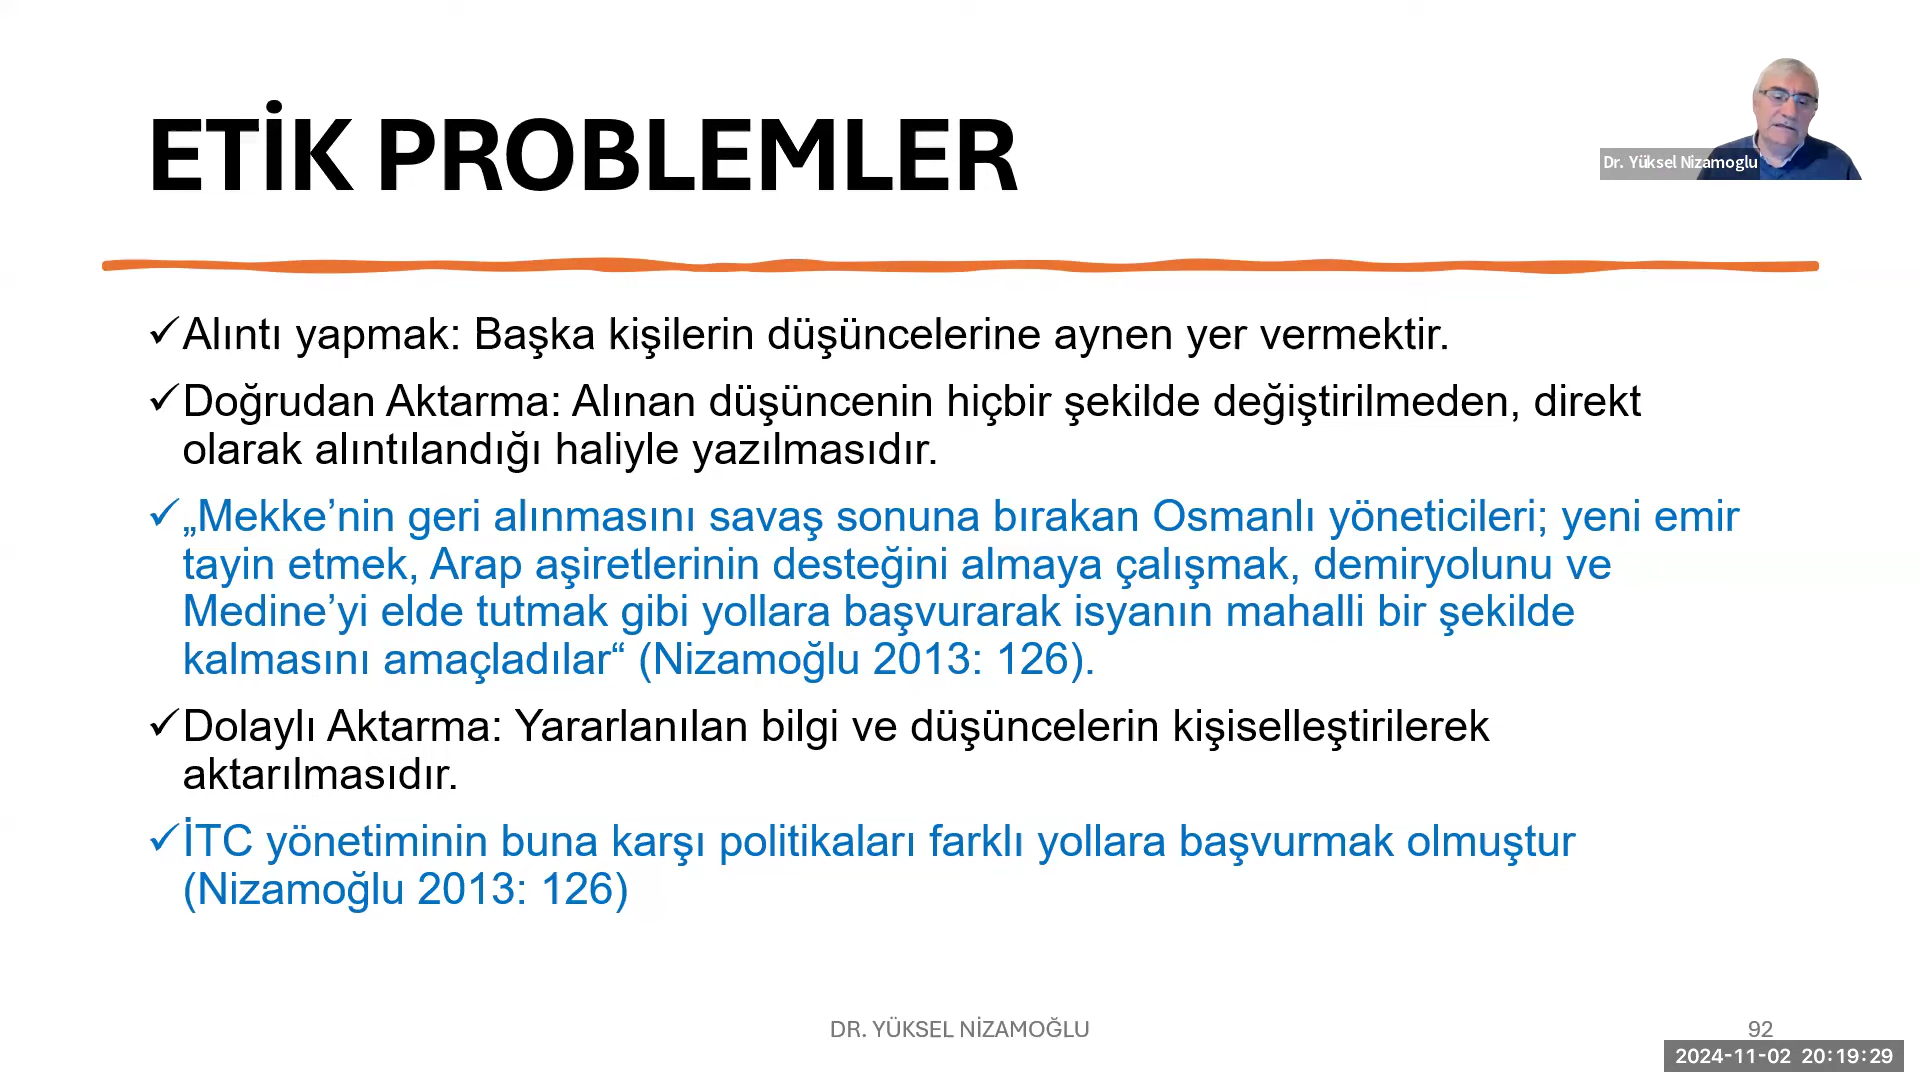 ETİK PROBLEMLER
Dr. Yüksel Nizamoglu
✓Alıntı yapmak: Başka kişilerin düşüncelerine aynen yer vermektir.
✓Doğrudan Aktarma: Alınan düşüncenin hiçbir şekilde değiştirilmeden, direkt
olarak alıntılandığı haliyle yazılmasıdır.
✓„Mekke’nin geri alınmasını savaş sonuna bırakan Osmanlı yöneticileri; yeni emir
tayin etmek, Arap aşiretlerinin desteğini almaya çalışmak, demiryolunu ve
Medine’yi elde tutmak gibi yollara başvurarak isyanın mahalli bir şekilde
kalmasını amaçladılar“ (Nizamoğlu 2013: 126).
✓Dolaylı Aktarma: Yararlanılan bilgi ve düşüncelerin kişiselleştirilerek
aktarılmasıdır.
✓İTC yönetiminin buna karşı politikaları farklı yollara başvurmak olmuştur
(Nizamoğlu 2013: 126)
DR. YÜKSEL NİZAMOĞLU
92
2024-11-02 20:19:29